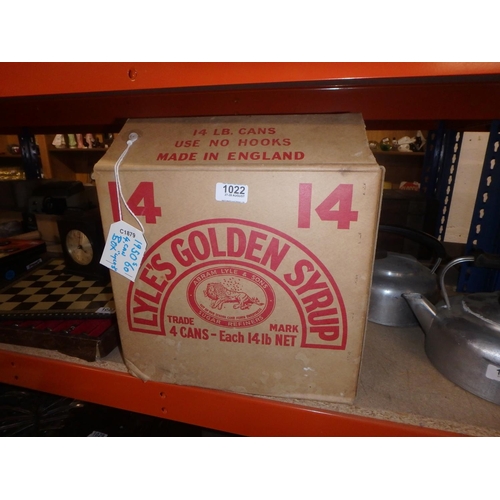 14 LB. CANS
USE NO HOOKS
MADE IN ENGLAND
14
1022
14
C1879
1930s
LYLE'S GOLDEN SYRUP
ABRAM LYLE & SONS
SUGAR REFINERS
TRADE MARK
4 CANS - Each 14 lb NET